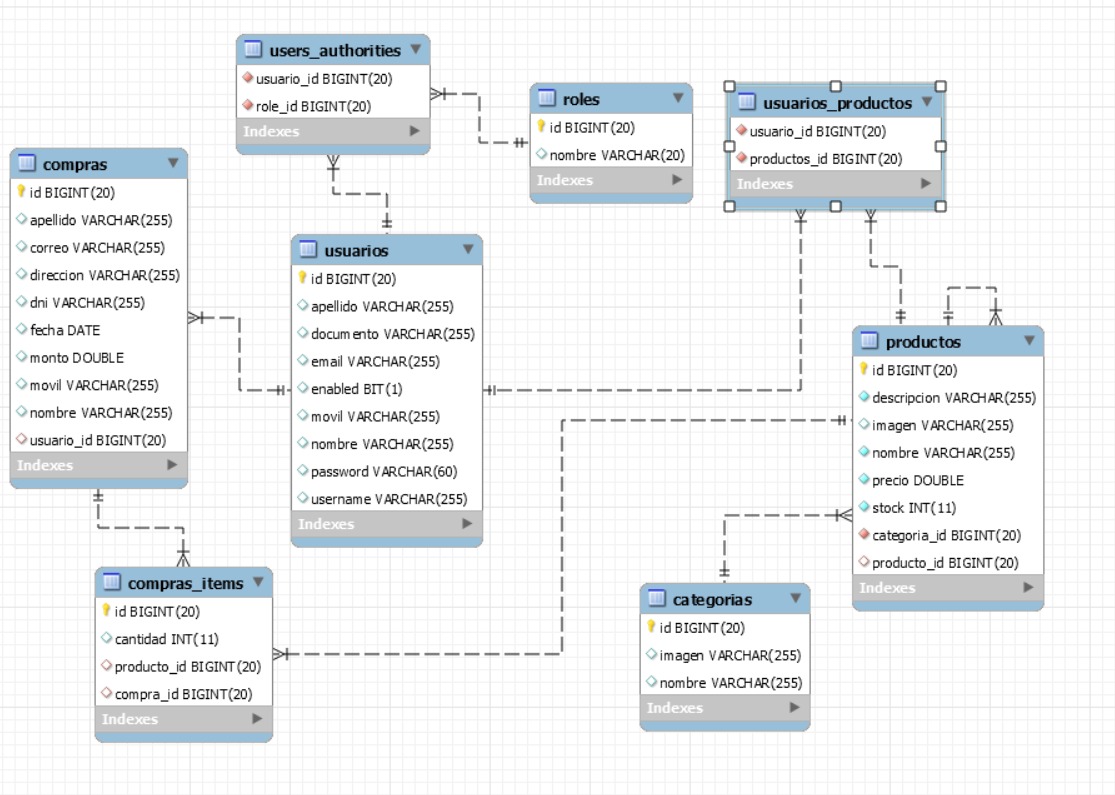 users_authorities
usuario_id BIGINT(20)
role_id BIGINT(20)
Indexes
roles
id BIGINT(20)
nombre VARCHAR(20)
Indexes
usuarios_productos
usuario_id BIGINT(20)
productos_id BIGINT(20)
Indexes
compras
id BIGINT(20)
apellido VARCHAR(255)
correo VARCHAR(255)
direccion VARCHAR(255)
dni VARCHAR(255)
fecha DATE
monto DOUBLE
movil VARCHAR(255)
nombre VARCHAR(255)
usuario_id BIGINT(20)
Indexes
usuarios
id BIGINT(20)
apellido VARCHAR(255)
documento VARCHAR(255)
email VARCHAR(255)
enabled BIT(1)
movil VARCHAR(255)
nombre VARCHAR(255)
password VARCHAR(60)
username VARCHAR(255)
Indexes
productos
id BIGINT(20)
descripcion VARCHAR(255)
imagen VARCHAR(255)
nombre VARCHAR(255)
precio DOUBLE
stock INT(11)
categoria_id BIGINT(20)
producto_id BIGINT(20)
Indexes
compras_items
id BIGINT(20)
cantidad INT(11)
producto_id BIGINT(20)
compra_id BIGINT(20)
Indexes
categorias
id BIGINT(20)
imagen VARCHAR(255)
nombre VARCHAR(255)
Indexes